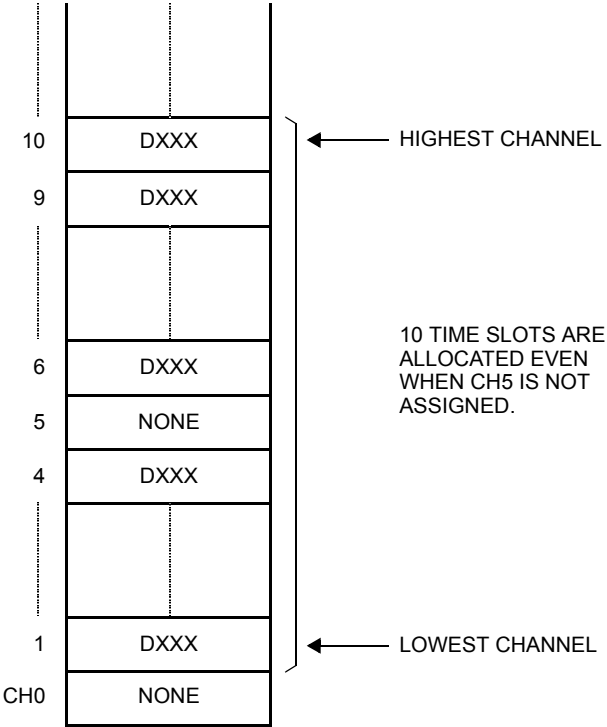 10 DXXX HIGHEST CHANNEL
9 DXXX
10 TIME SLOTS ARE
ALLOCATED EVEN
WHEN CH5 IS NOT
ASSIGNED.
6 DXXX
5 NONE
4 DXXX
1 DXXX LOWEST CHANNEL
CH0 NONE